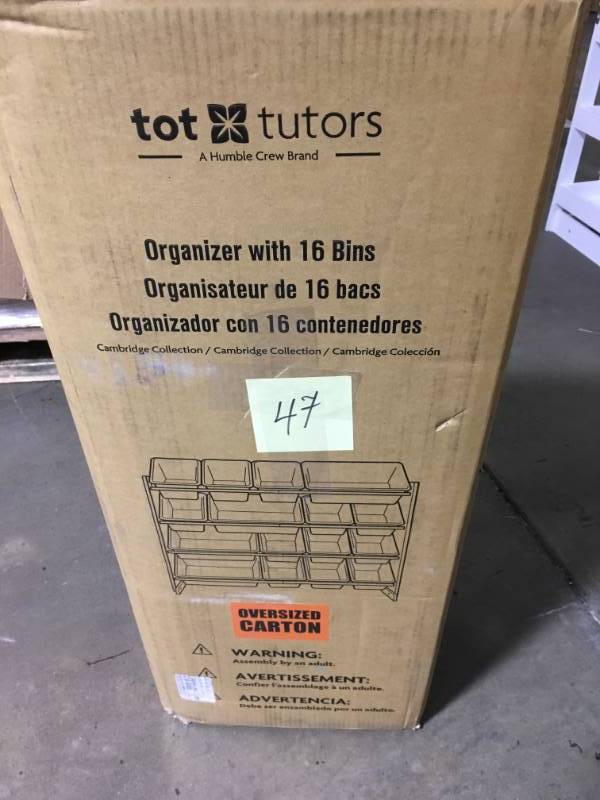 tot tutors
A Humble Crew Brand
Organizer with 16 Bins
Organisateur de 16 bacs
Organizador con 16 contenedores
Cambridge Collection / Cambridge Collection / Cambridge Colección
47
OVERSIZED
CARTON
WARNING:
Assembly by an adult.
AVERTISSEMENT:
Confier l'assemblage à un adulte.
ADVERTENCIA:
Debe ser ensamblado por un adulto.